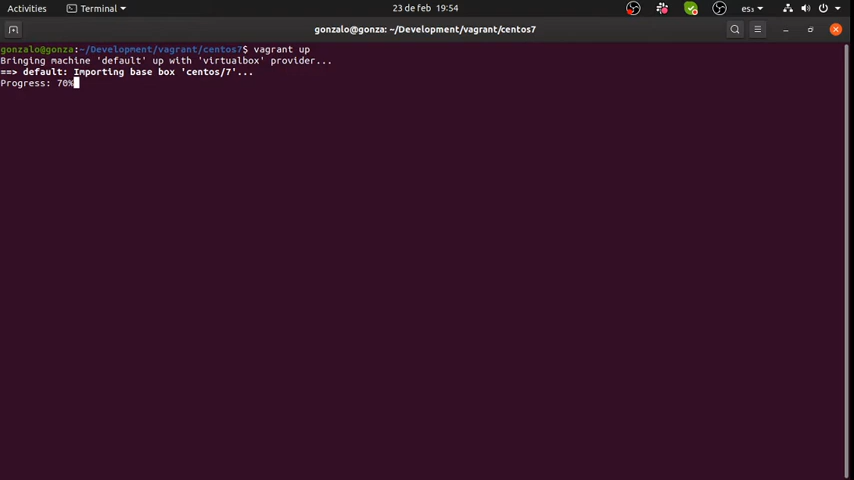 Activities Terminal 23 de feb 19:54 es₃
gonzalo@gonza: ~/Development/vagrant/centos7
gonzalo@gonza:~/Development/vagrant/centos7$ vagrant up
Bringing machine 'default' up with 'virtualbox' provider...
==> default: Importing base box 'centos/7'...
Progress: 70%